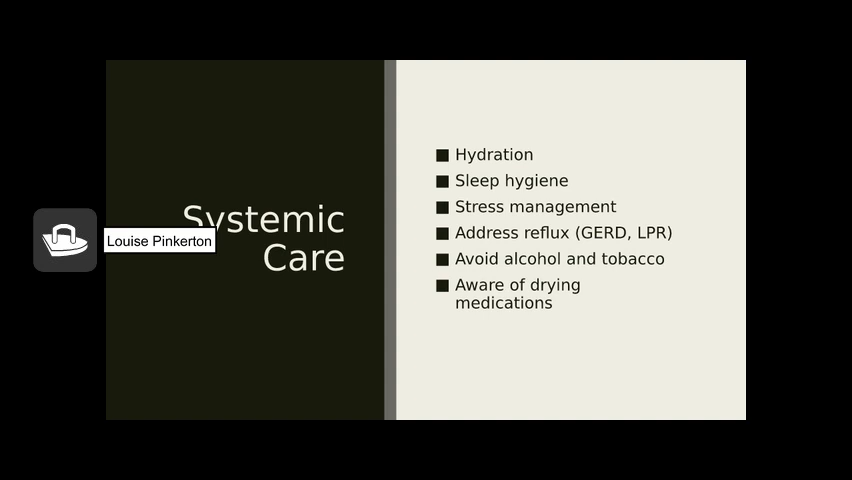 Systemic
Care
Louise Pinkerton
Hydration
Sleep hygiene
Stress management
Address reflux (GERD, LPR)
Avoid alcohol and tobacco
Aware of drying
medications